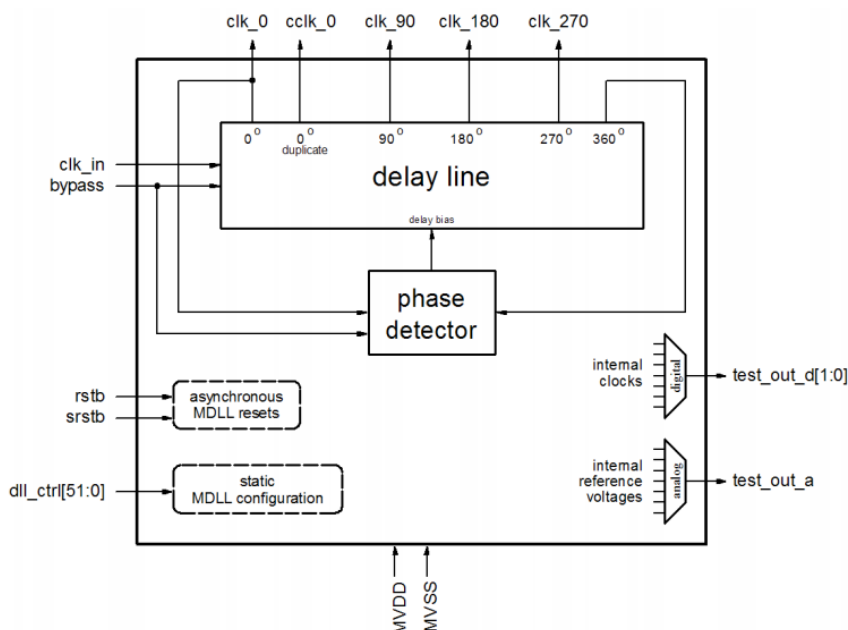 clk_0 cclk_0 clk_90 clk_180 clk_270
0° 0° 90° 180° 270° 360°
duplicate
clk_in
bypass
delay line
delay bias
phase
detector
internal
clocks
digital
test_out_d[1:0]
rstb
srstb
asynchronous
MDLL resets
dll_ctrl[51:0]
static
MDLL configuration
internal
reference
voltages
analog
test_out_a
MVDD
MVSS